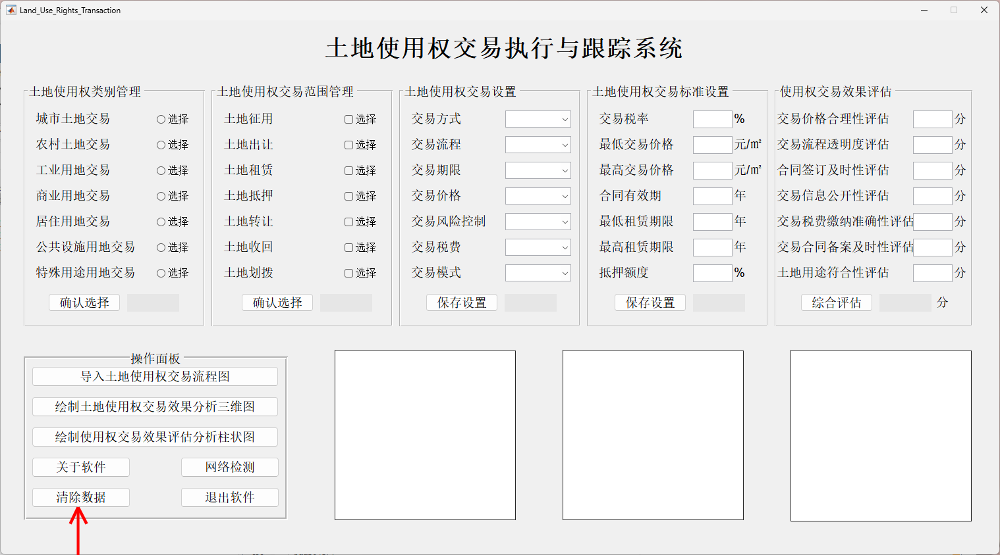 Land_Use_Rights_Transaction
土地使用权交易执行与跟踪系统
土地使用权类别管理
城市土地交易 选择
农村土地交易 选择
工业用地交易 选择
商业用地交易 选择
居住用地交易 选择
公共设施用地交易 选择
特殊用途用地交易 选择
确认选择
土地使用权交易范围管理
土地征用 选择
土地出让 选择
土地租赁 选择
土地抵押 选择
土地转让 选择
土地收回 选择
土地划拨 选择
确认选择
土地使用权交易设置
交易方式
交易流程
交易期限
交易价格
交易风险控制
交易税费
交易模式
保存设置
土地使用权交易标准设置
交易税率 %
最低交易价格 元/㎡
最高交易价格 元/㎡
合同有效期 年
最低租赁期限 年
最高租赁期限 年
抵押额度 %
保存设置
使用权交易效果评估
交易价格合理性评估 分
交易流程透明度评估 分
合同签订及时性评估 分
交易信息公开性评估 分
交易税费缴纳准确性评估 分
交易合同备案及时性评估 分
土地用途符合性评估 分
综合评估 分
操作面板
导入土地使用权交易流程图
绘制土地使用权交易效果分析三维图
绘制使用权交易效果评估分析柱状图
关于软件 网络检测
清除数据 退出软件